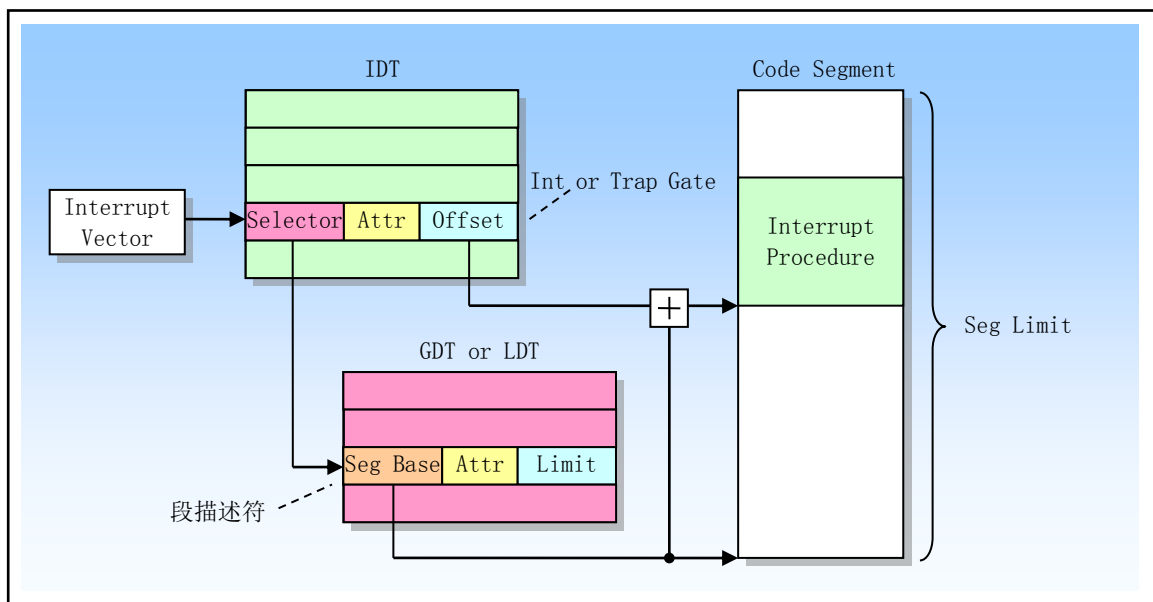 IDT
Code Segment
Int or Trap Gate
Interrupt
Vector
Selector
Attr
Offset
Interrupt
Procedure
+
Seg Limit
GDT or LDT
Seg Base
Attr
Limit
段描述符